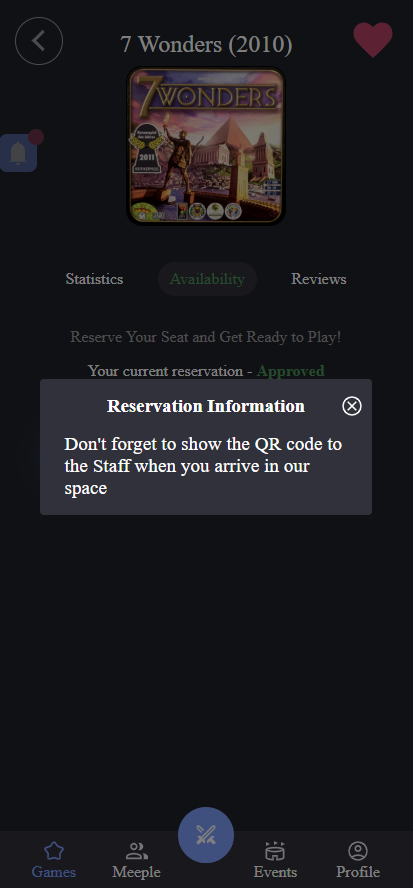 7 Wonders (2010)
7 WONDERS
2011
Statistics
Availability
Reviews
Reserve Your Seat and Get Ready to Play!
Your current reservation - Approved
Reservation Information
Don't forget to show the QR code to
the Staff when you arrive in our
space
Games
Meeple
Events
Profile